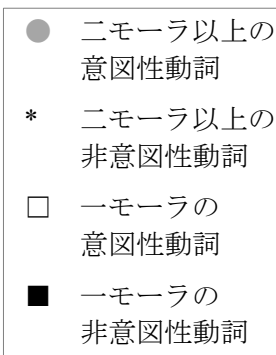 ● 二モーラ以上の
意図性動詞
* 二モーラ以上の
非意図性動詞
□ 一モーラの
意図性動詞
■ 一モーラの
非意図性動詞